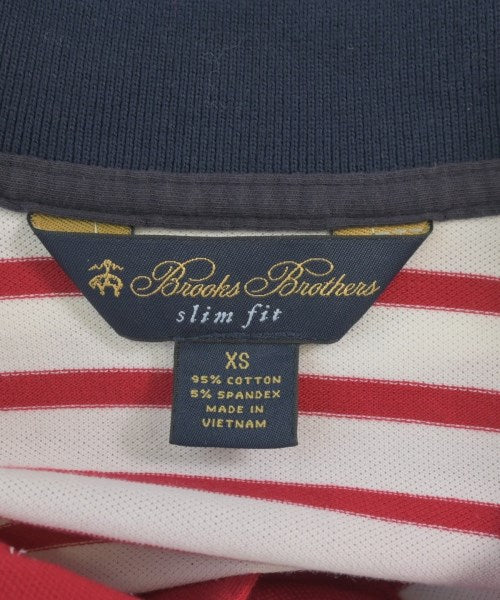 Brooks Brothers
slim fit
XS
95% COTTON
5% SPANDEX
MADE IN
VIETNAM